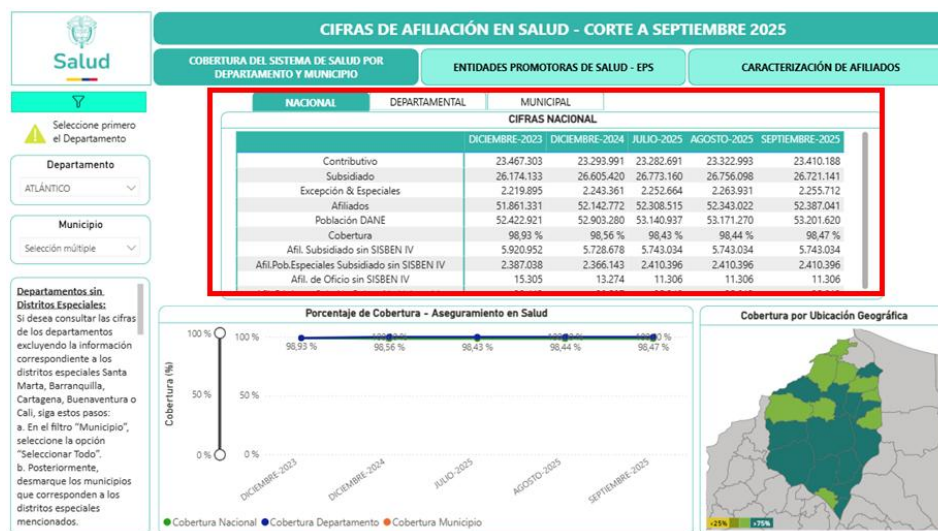 Salud
CIFRAS DE AFILIACIÓN EN SALUD - CORTE A SEPTIEMBRE 2025
COBERTURA DEL SISTEMA DE SALUD POR
DEPARTAMENTO Y MUNICIPIO
ENTIDADES PROMOTORAS DE SALUD - EPS
CARACTERIZACIÓN DE AFILIADOS
Seleccione primero
el Departamento
Departamento
ATLÁNTICO
Municipio
Selección múltiple
Departamentos sin
Distritos Especiales:
Si desea consultar las cifras
de los departamentos
excluyendo la información
correspondiente a los
distritos especiales Santa
Marta, Barranquilla,
Cartagena, Buenaventura o
Cali, siga estos pasos:
a. En el filtro "Municipio",
seleccione la opción
"Seleccionar Todo".
b. Posteriormente,
desmarque los municipios
que corresponden a los
distritos especiales
mencionados.
NACIONAL DEPARTAMENTAL MUNICIPAL
CIFRAS NACIONAL
DICIEMBRE-2023 DICIEMBRE-2024 JULIO-2025 AGOSTO-2025 SEPTIEMBRE-2025
Contributivo 23.467.303 23.293.991 23.282.691 23.322.993 23.410.188
Subsidiado 26.174.133 26.605.420 26.773.160 26.756.098 26.721.141
Excepción & Especiales 2.219.895 2.243.361 2.252.664 2.263.931 2.255.712
Afiliados 51.861.331 52.142.772 52.308.515 52.343.022 52.387.041
Población DANE 52.422.921 52.903.280 53.140.937 53.171.270 53.201.620
Cobertura 98,93 % 98,56 % 98,43 % 98,44 % 98,47 %
Afil. Subsidiado sin SISBEN IV 5.920.952 5.728.678 5.743.034 5.743.034 5.743.034
Afil.Pob.Especiales Subsidiado sin SISBEN IV 2.387.038 2.366.143 2.410.396 2.410.396 2.410.396
Afil. de Oficio sin SISBEN IV 15.305 13.274 11.306 11.306 11.306
Porcentaje de Cobertura - Aseguramiento en Salud
Cobertura (%)
100 %
50 %
0 %
100 %
50 %
0 %
98,93 % 98,56 % 98,43 % 98,44 % 98,47 %
DICIEMBRE-2023
DICIEMBRE-2024
JULIO-2025
AGOSTO-2025
SEPTIEMBRE-2025
Cobertura Nacional Cobertura Departamento Cobertura Municipio
Cobertura por Ubicación Geográfica
<25% >75%